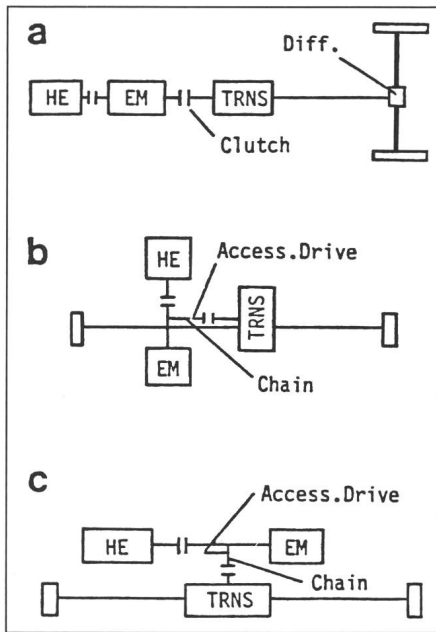 a
Diff.
HE
EM
TRNS
Clutch
b
HE
Access.Drive
TRNS
EM
Chain
c
Access.Drive
HE
EM
Chain
TRNS